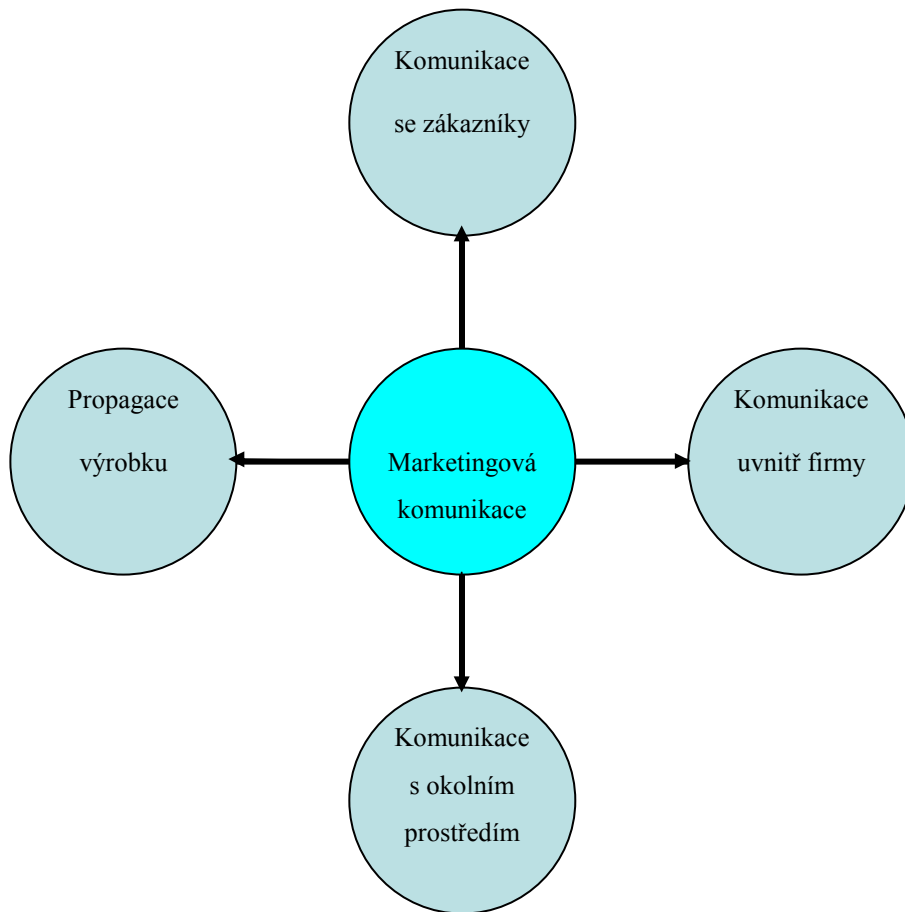 Komunikace
se zákazníky
Propagace
výrobku
Marketingová
komunikace
Komunikace
uvnitř firmy
Komunikace
s okolním
prostředím